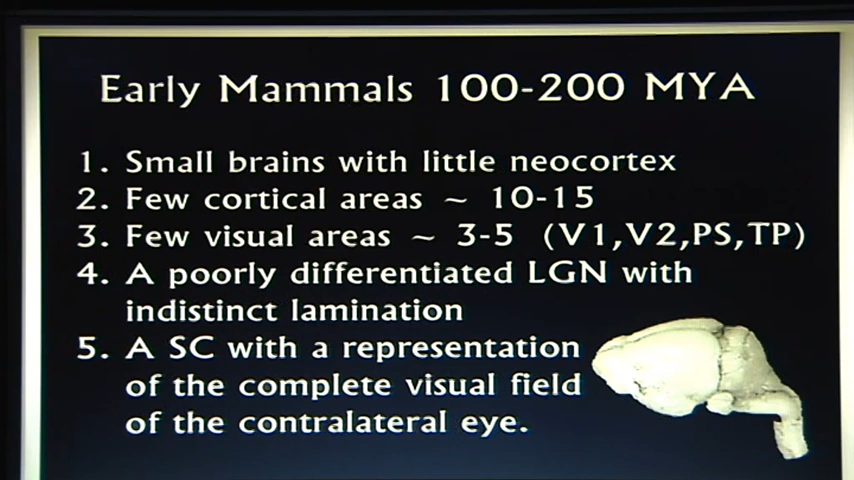 Early Mammals 100-200 MYA
1. Small brains with little neocortex
2. Few cortical areas ~ 10-15
3. Few visual areas ~ 3-5 (V1,V2,PS,TP)
4. A poorly differentiated LGN with
indistinct lamination
5. A SC with a representation
of the complete visual field
of the contralateral eye.